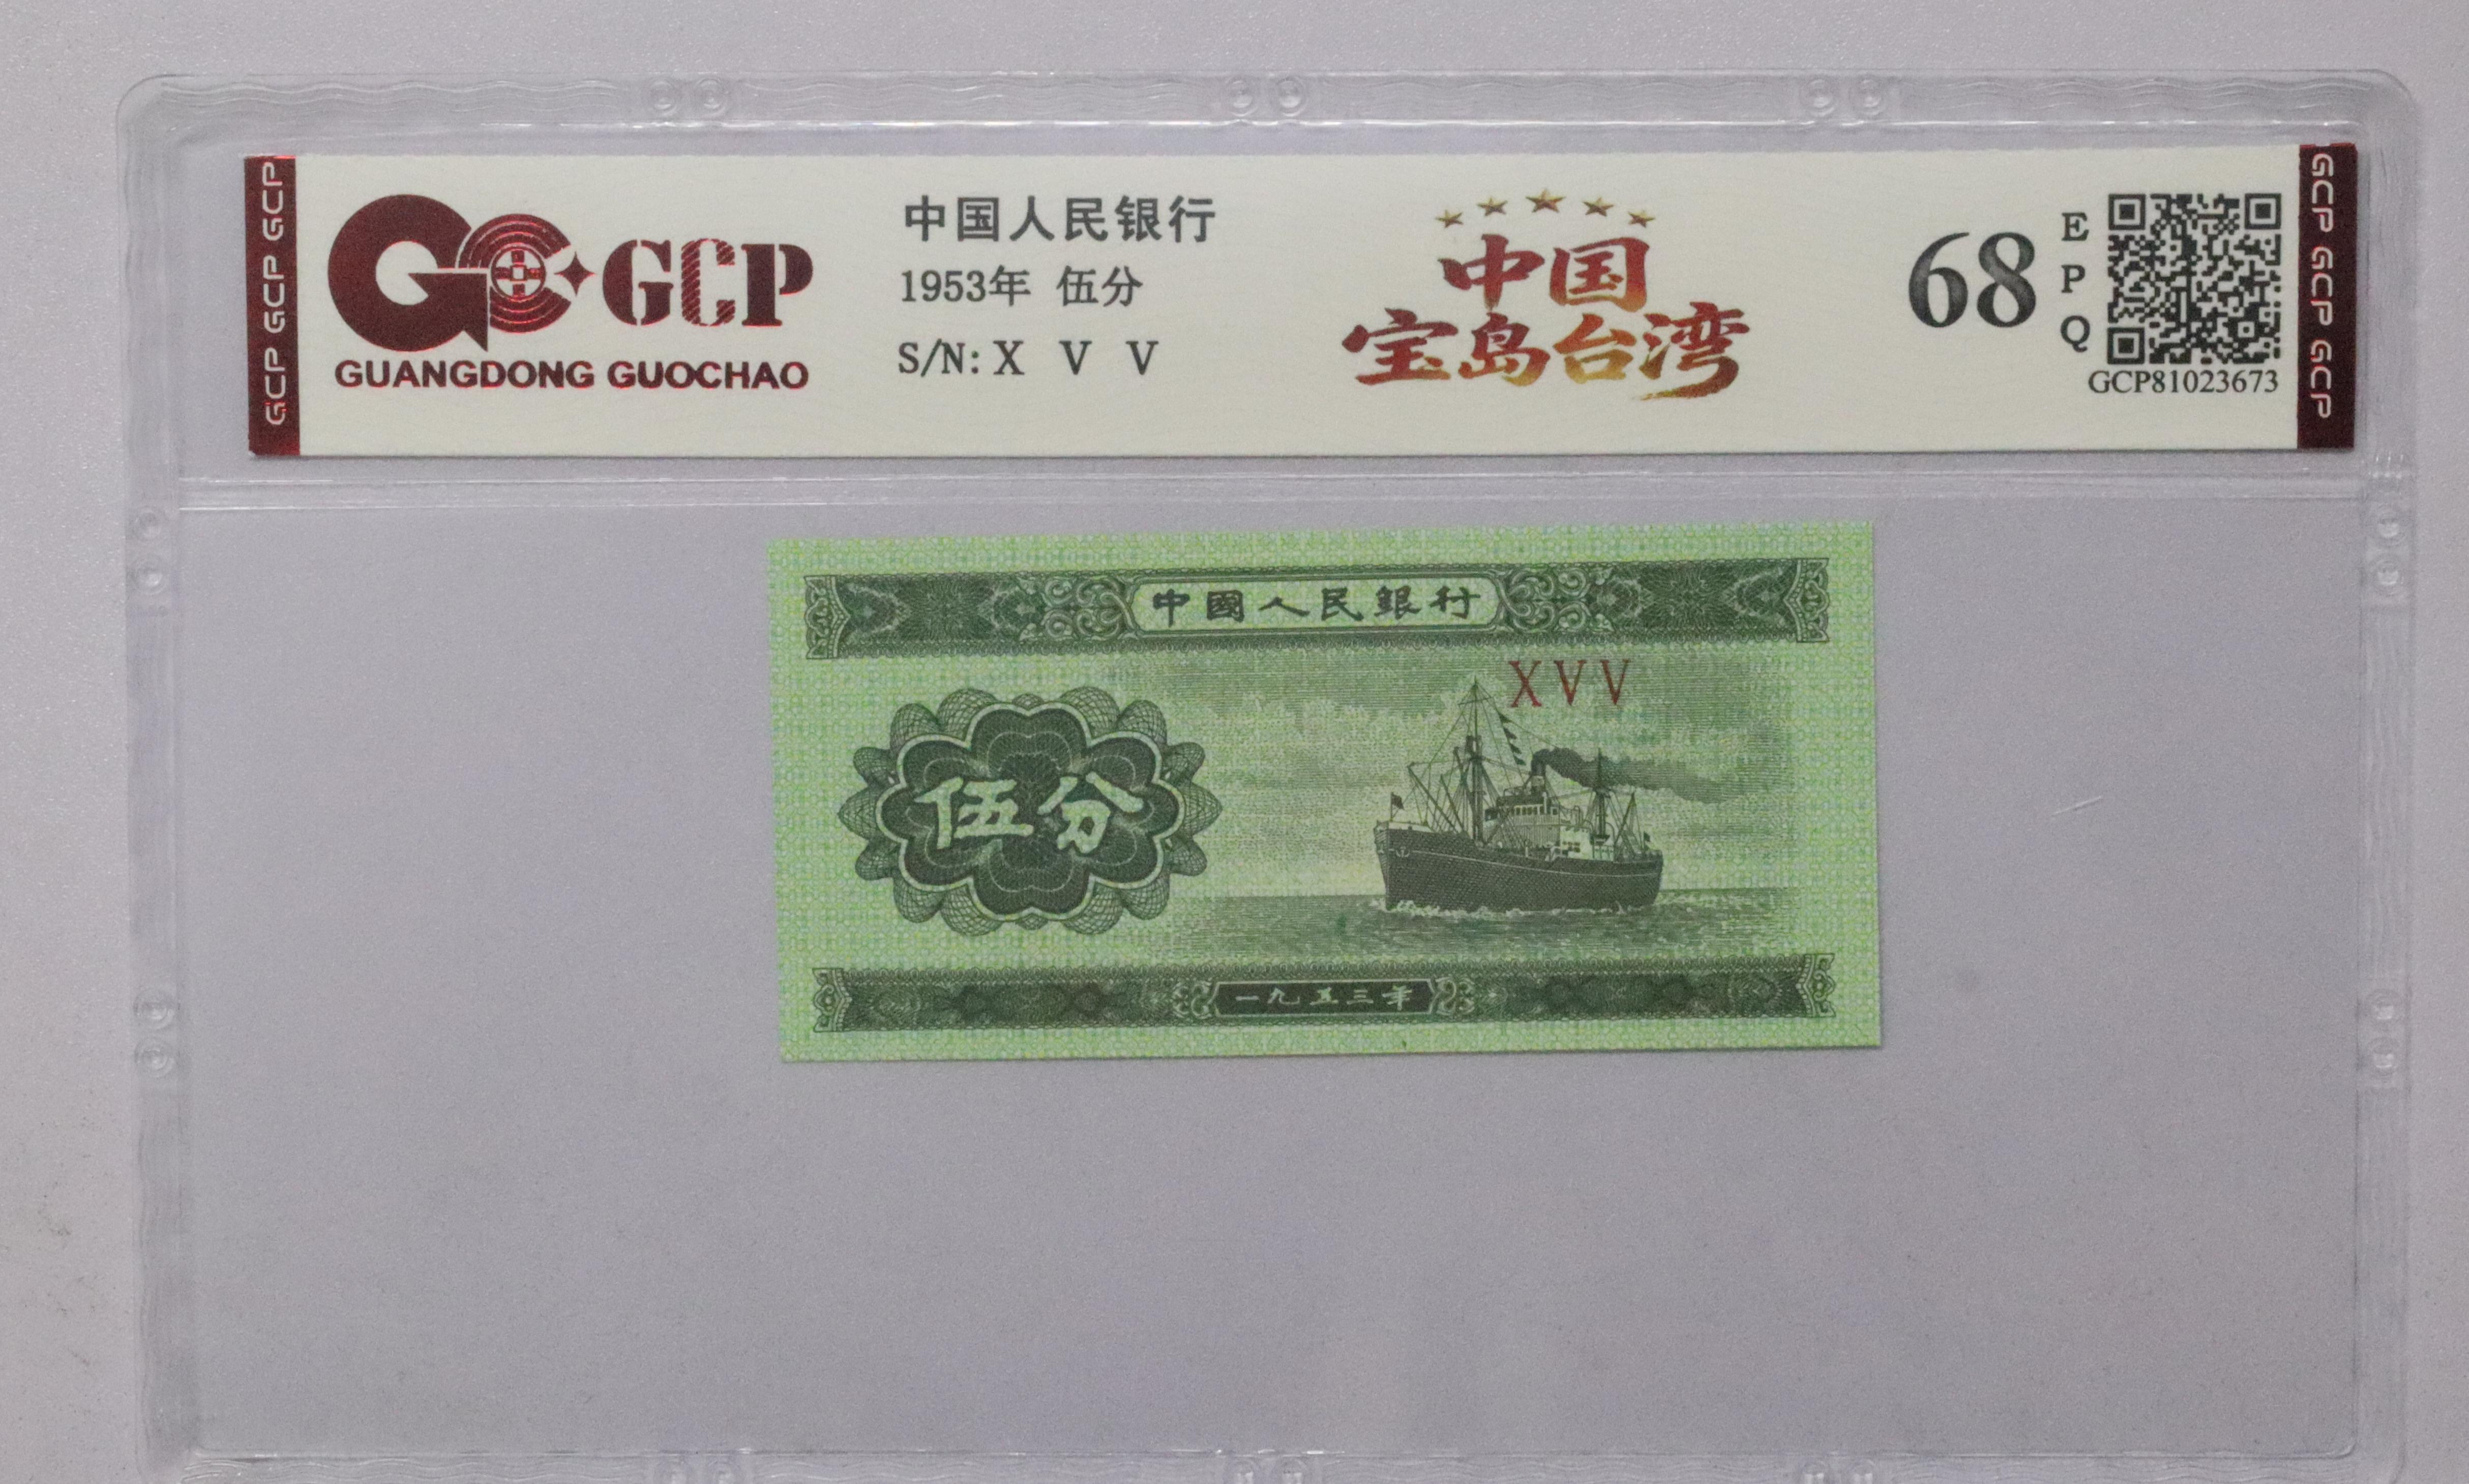 GCP GCP GCP
GCP
GUANGDONG GUOCHAO
中国人民银行
1953年 伍分
S/N: X V V
中国
宝岛台湾
68
E
P
Q
GCP81023673
GCP GCP GCP
中國人民銀行
XVV
伍分
一九五三年